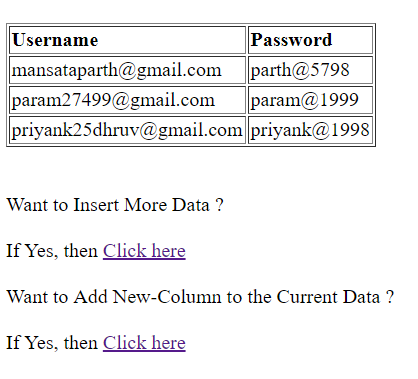 Username Password
mansataparth@gmail.com parth@5798
param27499@gmail.com param@1999
priyank25dhruv@gmail.com priyank@1998
Want to Insert More Data ?
If Yes, then Click here
Want to Add New-Column to the Current Data ?
If Yes, then Click here